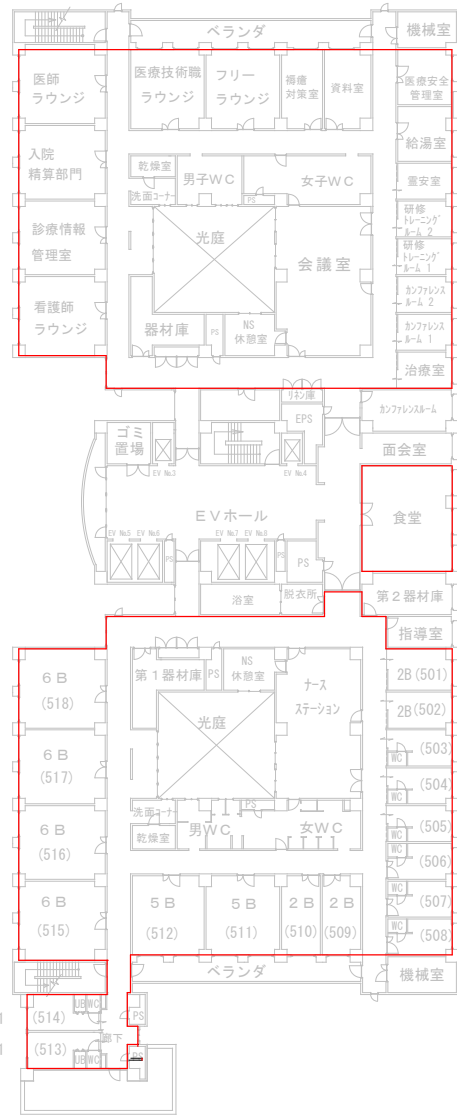 ベランダ
機械室
医師
ラウンジ
医療技術職
ラウンジ
フリー
ラウンジ
褥瘡
対策室
資料室
医療安全
管理室
入院
精算部門
乾燥室
洗面コーナー
男子WC
女子WC
PS
給湯室
霊安室
診療情報
管理室
光庭
会議室
研修
トレーニング
ルーム 2
研修
トレーニング
ルーム 1
看護師
ラウンジ
器材庫
PS
NS
休憩室
カンファレンス
ルーム 2
カンファレンス
ルーム 1
治療室
リネン庫
カンファレンスルーム
EPS
ゴミ
置場
面会室
EV No.3
EV No.4
EVホール
食堂
EV No.5
EV No.6
EV No.7
EV No.8
PS
PS
PS
浴室
脱衣所
第2器材庫
指導室
6B
(518)
第1器材庫
PS
NS
休憩室
ナース
ステーション
2B(501)
2B(502)
光庭
6B
(517)
(503)
WC
(504)
洗面コーナー
乾燥室
男WC
PS
女WC
6B
(516)
(505)
WC
WC
(506)
6B
(515)
5B
(512)
5B
(511)
2B
(510)
2B
(509)
WC
(507)
WC
(508)
ベランダ
機械室
(514)
UB
WC
PS
廊下
(513)
UB
WC
PS